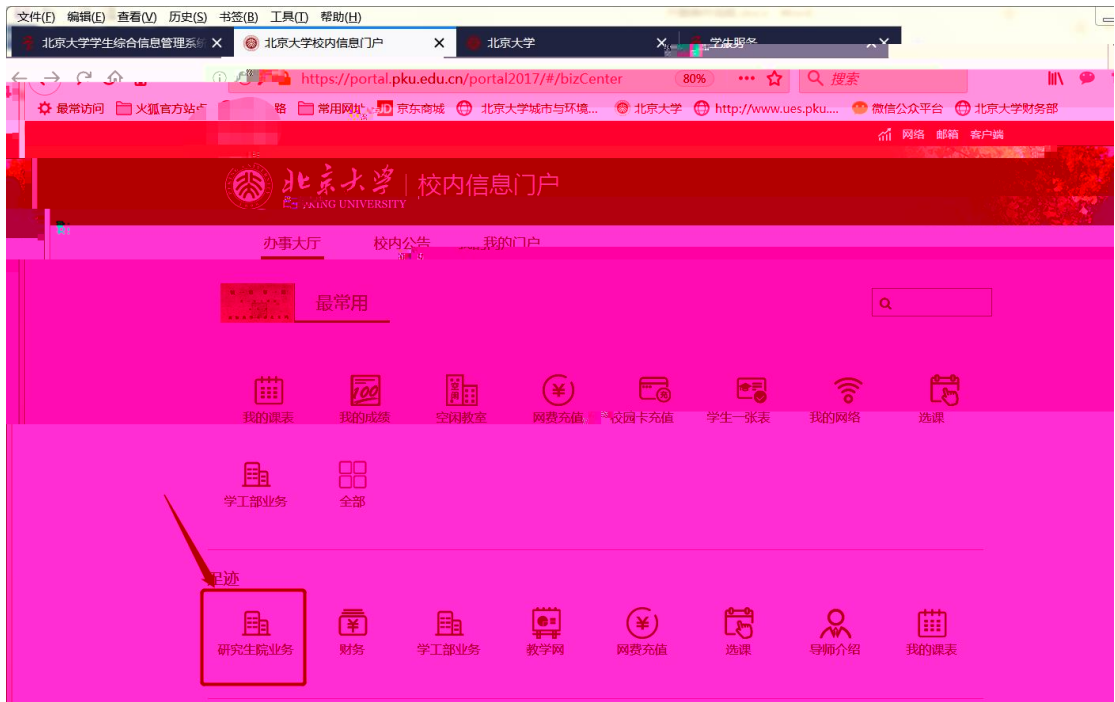 文件(F) 编辑(E) 查看(V) 历史(S) 书签(B) 工具(T) 帮助(H)
北京大学学生综合信息管理系统 北京大学校内信息门户 北京大学 学生服务
https://portal.pku.edu.cn/portal2017/#/bizCenter 80% 搜索
最常访问 火狐官方站点 常用网址 JD 京东商城 北京大学城市与环境... 北京大学 http://www.ues.pku.... 微信公众平台 北京大学财务部
网络 邮箱 客户端
北京大学 校内信息门户
PEKING UNIVERSITY
办事大厅 校内公告 我的门户
最常用
我的课表 我的成绩 空闲教室 网费充值 校园卡充值 学生一张表 我的网络 选课
学工部业务 全部
足迹
研究生院业务 财务 学工部业务 教学网 网费充值 选课 导师介绍 我的课表